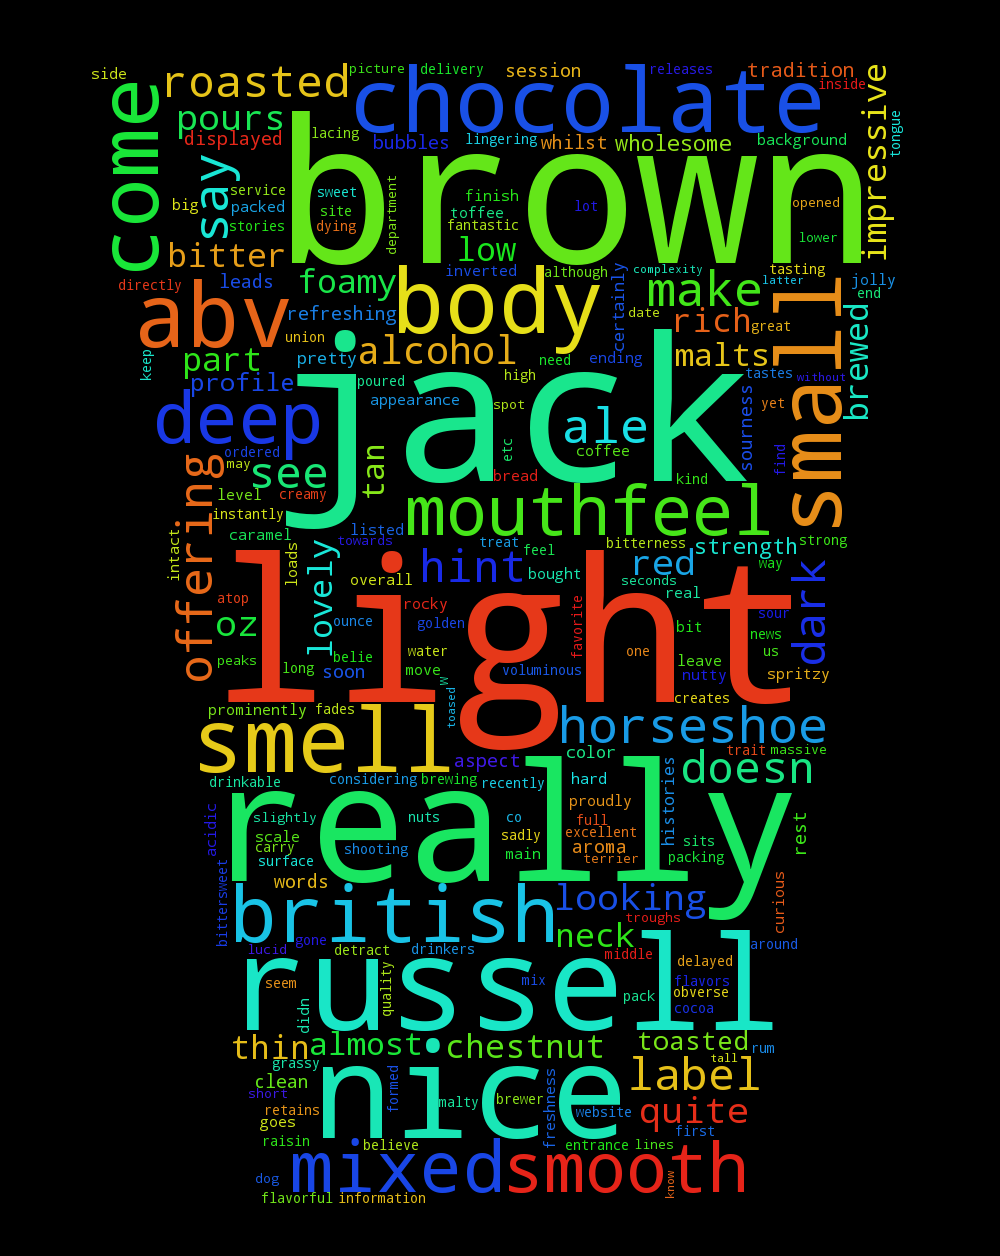 side
roasted
picture
delivery
session
releases
tradition
inside
impressive
tongue
come
pours
displayed
lacing
chocolate
bubbles
lingering
whilst
wholesome
background
say
service
big
packed
stories
sweet
site
dying
department
brown
finish
toffee
fantastic
lot
opened
lower
bitter
low
directly
leads
foamy
inverted
although
certainly
complexity
tasting
latter
jolly
end
abv
refreshing
body
make
date
small
brewed
union
rich
great
keep
part
pretty
alcohol
need
ending
malts
profile
poured
high
tastes
without
deep
appearance
jack
spot
ale
sourness
yet
ordered
may
see
tan
etc
coffee
find
offering
level
creamy
bread
kind
instantly
mouthfeel
caramel
listed
towards
treat
feel
bitterness
strength
strong
intact
loads
lovely
overall
hint
bought
red
seconds
way
real
dark
atop
oz
ounce
rocky
golden
favorite
one
bit
sour
news
us
peaks
long
belie
soon
water
move
voluminous
leave
nutty
spritzy
light
W
toased
creates
prominently
fades
smell
horseshoe
color
aspect
trait
massive
doesn
drinkable
considering
brewing
recently
hard
histories
acidic
really
slightly
scale
carry
nuts
co
proudly
full
sadly
excellent
rest
surface
shooting
main
aroma
terrier
sits
packing
bittersweet
words
british
looking
troughs
curious
neck
lucid
gone
detract
drinkers
middle
around
delayed
russell
seem
quality
mix
flavors
obverse
pack
cocoa
didn
thin
almost
chestnut
toasted
rum
grassy
tall
clean
nice
label
short
formed
retains
malty
brewer
freshness
website
quite
goes
first
raisin
believe
entrance
lines
dog
mixed
smooth
know
flavorful
information